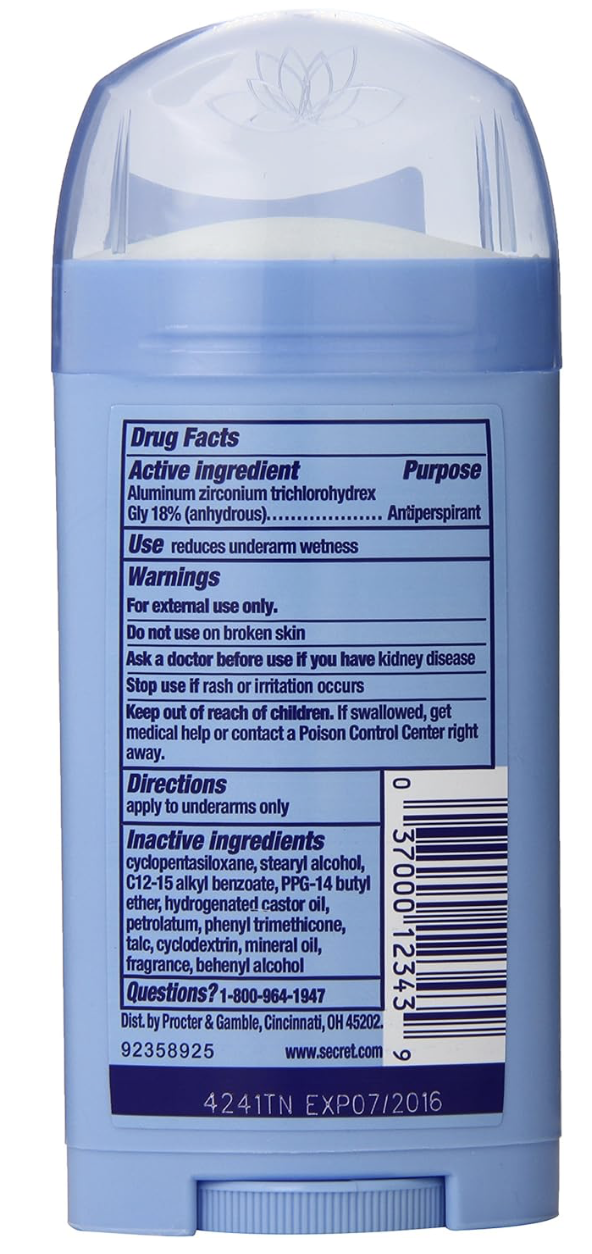 Drug Facts
Active ingredient Purpose
Aluminum zirconium trichlorohydrex
Gly 18% (anhydrous)................... Antiperspirant
Use reduces underarm wetness
Warnings
For external use only.
Do not use on broken skin
Ask a doctor before use if you have kidney disease
Stop use if rash or irritation occurs
Keep out of reach of children. If swallowed, get
medical help or contact a Poison Control Center right
away.
Directions
apply to underarms only
Inactive ingredients
cyclopentasiloxane, stearyl alcohol,
C12-15 alkyl benzoate, PPG-14 butyl
ether, hydrogenated castor oil,
petrolatum, phenyl trimethicone,
talc, cyclodextrin, mineral oil,
fragrance, behenyl alcohol
Questions? 1-800-964-1947
Dist. by Procter & Gamble, Cincinnati, OH 45202.
92358925 www.secret.com
0 37000 12343 9
4241TN EXP07/2016